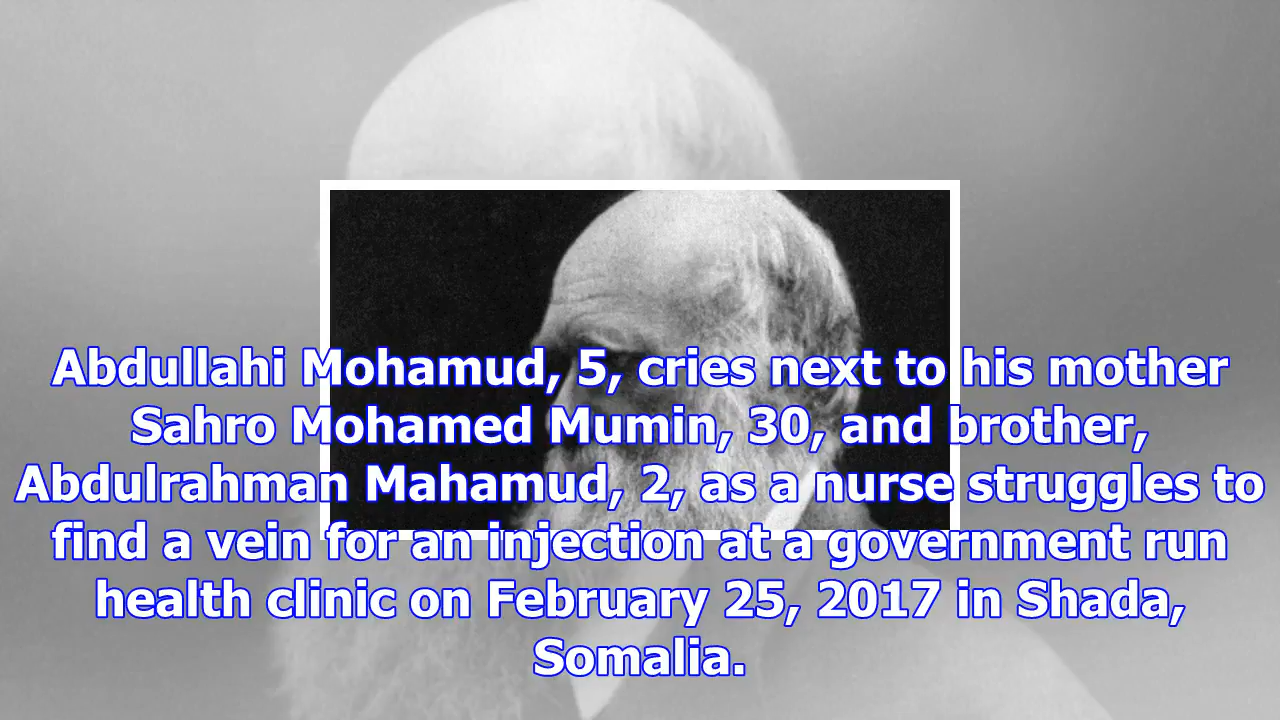 Abdullahi Mohamud, 5, cries next to his mother
Sahro Mohamed Mumin, 30, and brother,
Abdulrahman Mahamud, 2, as a nurse struggles to
find a vein for an injection at a government run
health clinic on February 25, 2017 in Shada,
Somalia.